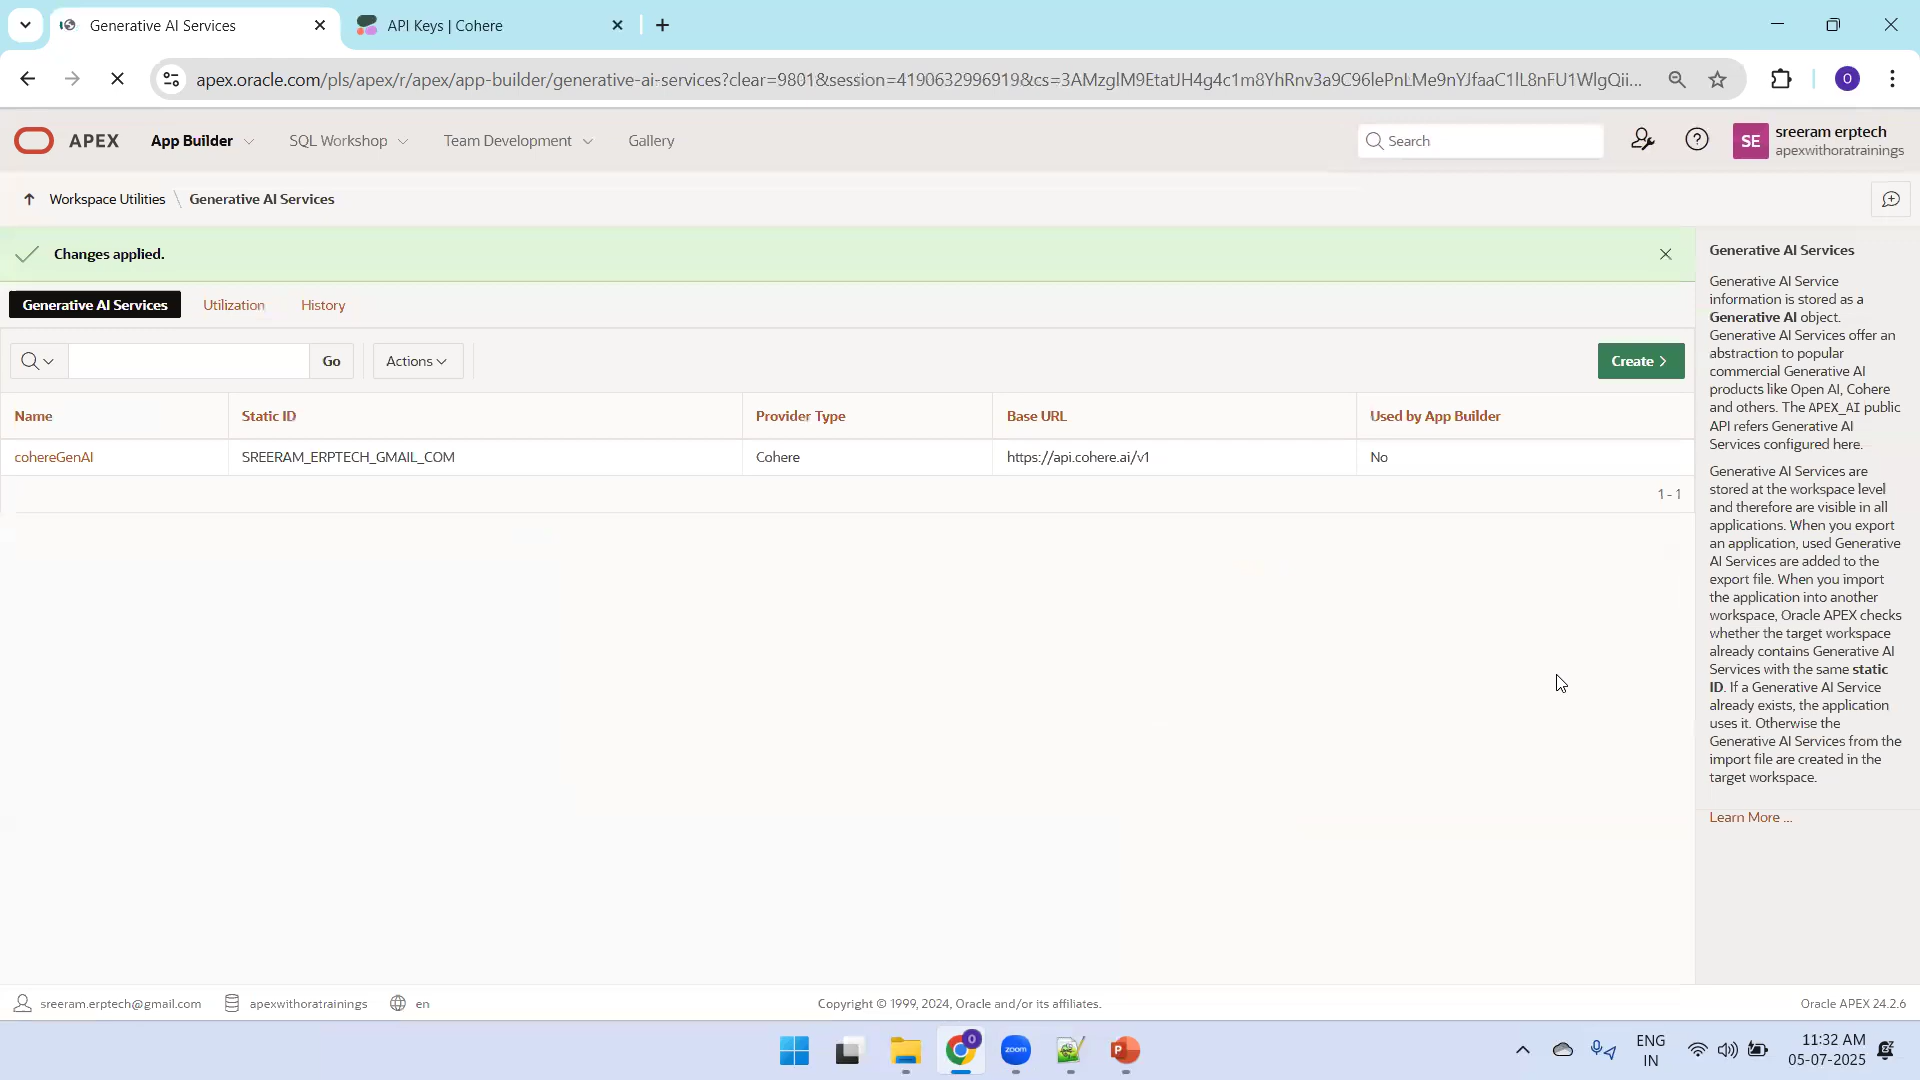 Generative AI Services
API Keys | Cohere
apex.oracle.com/pls/apex/r/apex/app-builder/generative-ai-services?clear=9801&session=4190632996919&cs=
O
APEX
App Builder
SQL Workshop
Team Development
Gallery
Search
SE
sreeram erptech
apexwithoratrainings
Workspace Utilities \ Generative AI Services
Changes applied.
Generative AI Services
Utilization
History
Go
Actions
Create
Name
Static ID
Provider Type
Base URL
Used by App Builder
cohereGenAI
SREERAM_ERPTECH_GMAIL_COM
Cohere
https://api.cohere.ai/v1
No
1 - 1
Generative AI Services
Generative AI Service
information is stored as a
Generative AI object.
Generative AI Services offer an
abstraction to popular
commercial Generative AI
products like Open AI, Cohere
and others. The APEX_AI public
API refers Generative AI
Services configured here.
Generative AI Services are
stored at the workspace level
and therefore are visible in all
applications. When you export
an application, used Generative
AI Services are added to the
export file. When you import
the application into another
workspace, Oracle APEX checks
whether the target workspace
already contains Generative AI
Services with the same static
ID. If a Generative AI Service
already exists, the application
uses it. Otherwise the
Generative AI Services from the
import file are created in the
target workspace.
Learn More ...
sreeram.erptech@gmail.com
apexwithoratrainings
en
Copyright © 1999, 2024, Oracle and/or its affiliates.
Oracle APEX 24.2.6
O
zoom
P
ENG
IN
11:32 AM
05-07-2025